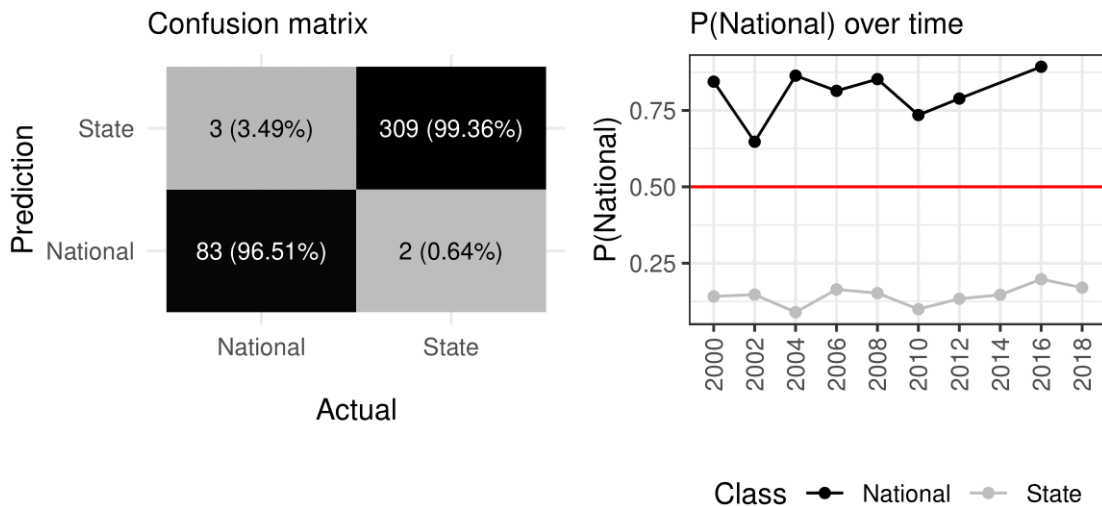 Confusion matrix
Prediction
State
National
3 (3.49%)
309 (99.36%)
83 (96.51%)
2 (0.64%)
National
State
Actual
P(National) over time
P(National)
0.75
0.50
0.25
2000
2002
2004
2006
2008
2010
2012
2014
2016
2018
Class
National
State